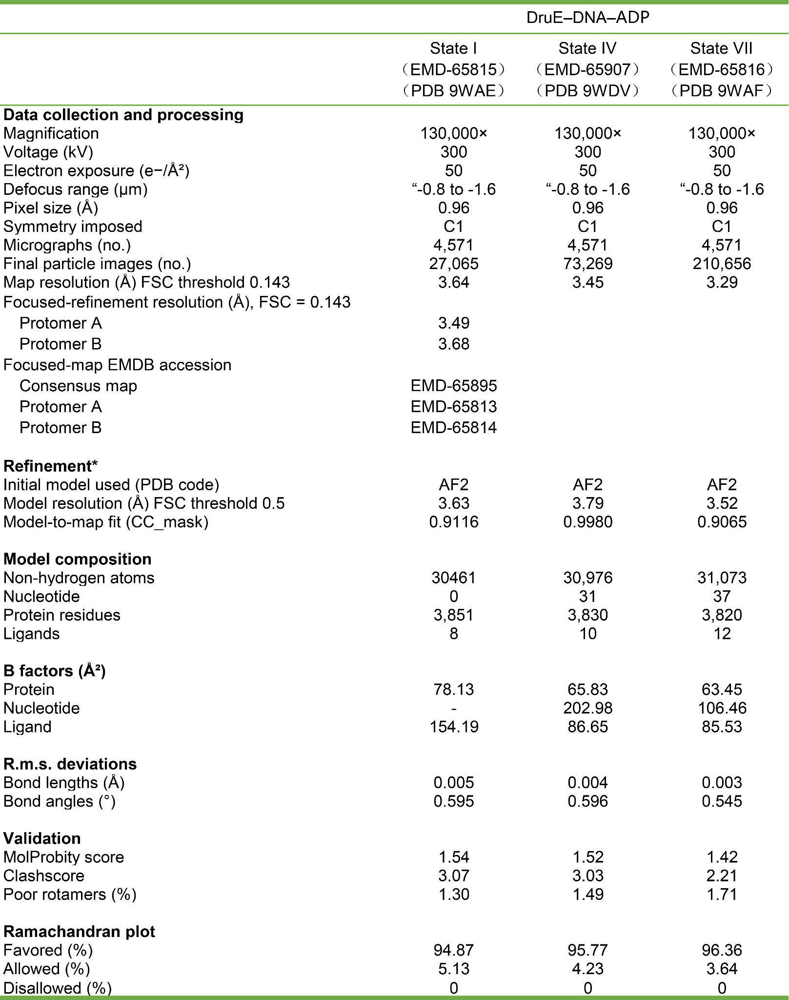 DruE–DNA–ADP
State I State IV State VII
（EMD-65815） （EMD-65907） （EMD-65816）
（PDB 9WAE） （PDB 9WDV） （PDB 9WAF）
Data collection and processing
Magnification 130,000× 130,000× 130,000×
Voltage (kV) 300 300 300
Electron exposure (e−/Å²) 50 50 50
Defocus range (μm) “-0.8 to -1.6 “-0.8 to -1.6 “-0.8 to -1.6
Pixel size (Å) 0.96 0.96 0.96
Symmetry imposed C1 C1 C1
Micrographs (no.) 4,571 4,571 4,571
Final particle images (no.) 27,065 73,269 210,656
Map resolution (Å) FSC threshold 0.143 3.64 3.45 3.29
Focused-refinement resolution (Å), FSC = 0.143
Protomer A 3.49
Protomer B 3.68
Focused-map EMDB accession
Consensus map EMD-65895
Protomer A EMD-65813
Protomer B EMD-65814
Refinement*
Initial model used (PDB code) AF2 AF2 AF2
Model resolution (Å) FSC threshold 0.5 3.63 3.79 3.52
Model-to-map fit (CC_mask) 0.9116 0.9980 0.9065
Model composition
Non-hydrogen atoms 30461 30,976 31,073
Nucleotide 0 31 37
Protein residues 3,851 3,830 3,820
Ligands 8 10 12
B factors (Å²)
Protein 78.13 65.83 63.45
Nucleotide - 202.98 106.46
Ligand 154.19 86.65 85.53
R.m.s. deviations
Bond lengths (Å) 0.005 0.004 0.003
Bond angles (°) 0.595 0.596 0.545
Validation
MolProbity score 1.54 1.52 1.42
Clashscore 3.07 3.03 2.21
Poor rotamers (%) 1.30 1.49 1.71
Ramachandran plot
Favored (%) 94.87 95.77 96.36
Allowed (%) 5.13 4.23 3.64
Disallowed (%) 0 0 0